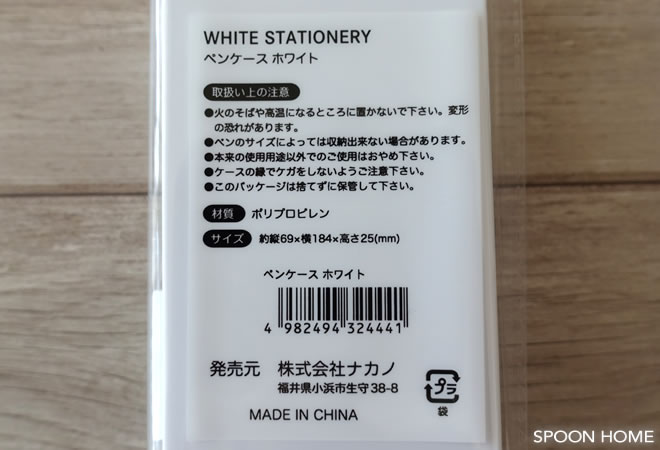 WHITE STATIONERY
ペンケース ホワイト
取扱い上の注意
●火のそばや高温になるところに置かないで下さい。変形
の恐れがあります。
●ペンのサイズによっては収納出来ない場合があります。
●本来の使用用途以外でのご使用はおやめ下さい。
●ケースの縁でケガをしないようご注意下さい。
●このパッケージは捨てずに保管して下さい。
材質 ポリプロピレン
サイズ 約縦69×横184×高さ25(mm)
ペンケース ホワイト
4 982494 324441
発売元 株式会社ナカノ
福井県小浜市生守38-8
プラ
袋
MADE IN CHINA
SPOON HOME